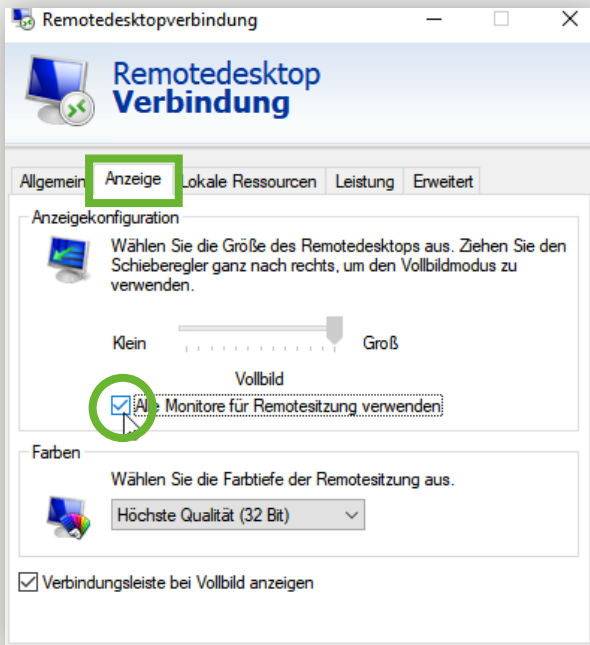 Remotedesktopverbindung
Remotedesktop
Verbindung
Allgemein Anzeige Lokale Ressourcen Leistung Erweitert
Anzeigekonfiguration
Wählen Sie die Größe des Remotedesktops aus. Ziehen Sie den
Schieberegler ganz nach rechts, um den Vollbildmodus zu
verwenden.
Klein Groß
Vollbild
Alle Monitore für Remotesitzung verwenden
Farben
Wählen Sie die Farbtiefe der Remotesitzung aus.
Höchste Qualität (32 Bit)
Verbindungsleiste bei Vollbild anzeigen